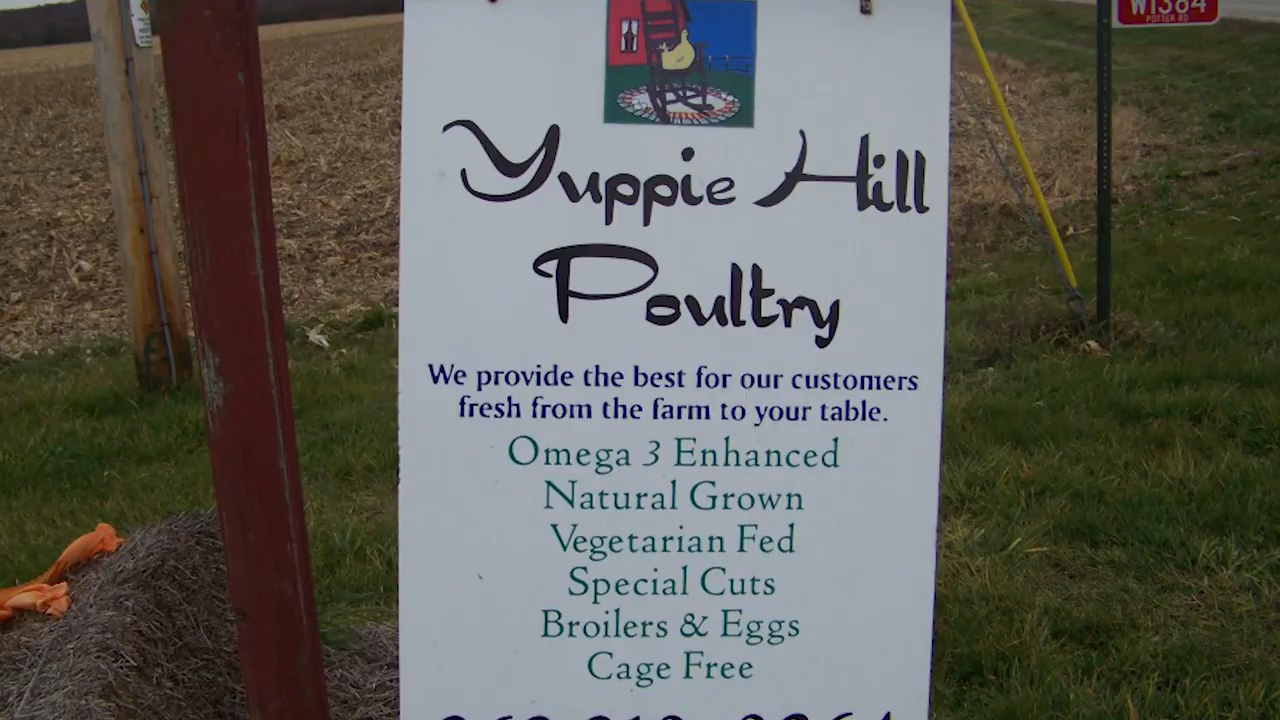 W1384
POTTER RD
Yuppie Hill
Poultry
We provide the best for our customers
fresh from the farm to your table.
Omega 3 Enhanced
Natural Grown
Vegetarian Fed
Special Cuts
Broilers & Eggs
Cage Free